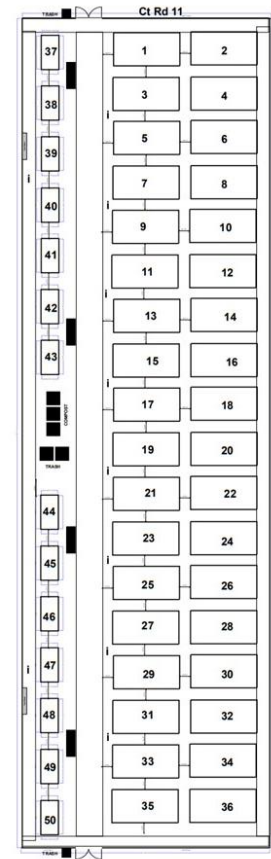 TRASH Ct Rd 11
37 1 2
38 3 4
i
39 5 6
i
40 7 8
i
9 10
41 11 12
i
42 13 14
43 15 16
i
COMPOST 17 18
TRASH 19 20
i
44 21 22
45 23 24
i
25 26
46 27 28
i
47 29 30
i
48 31 32
i
49 33 34
50 35 36
TRASH